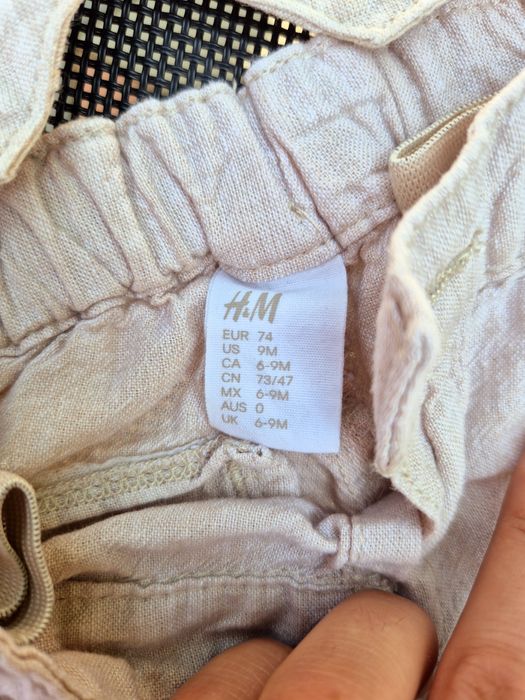 H&M
EUR 74
US 9M
CA 6-9M
CN 73/47
MX 6-9M
AUS 0
UK 6-9M